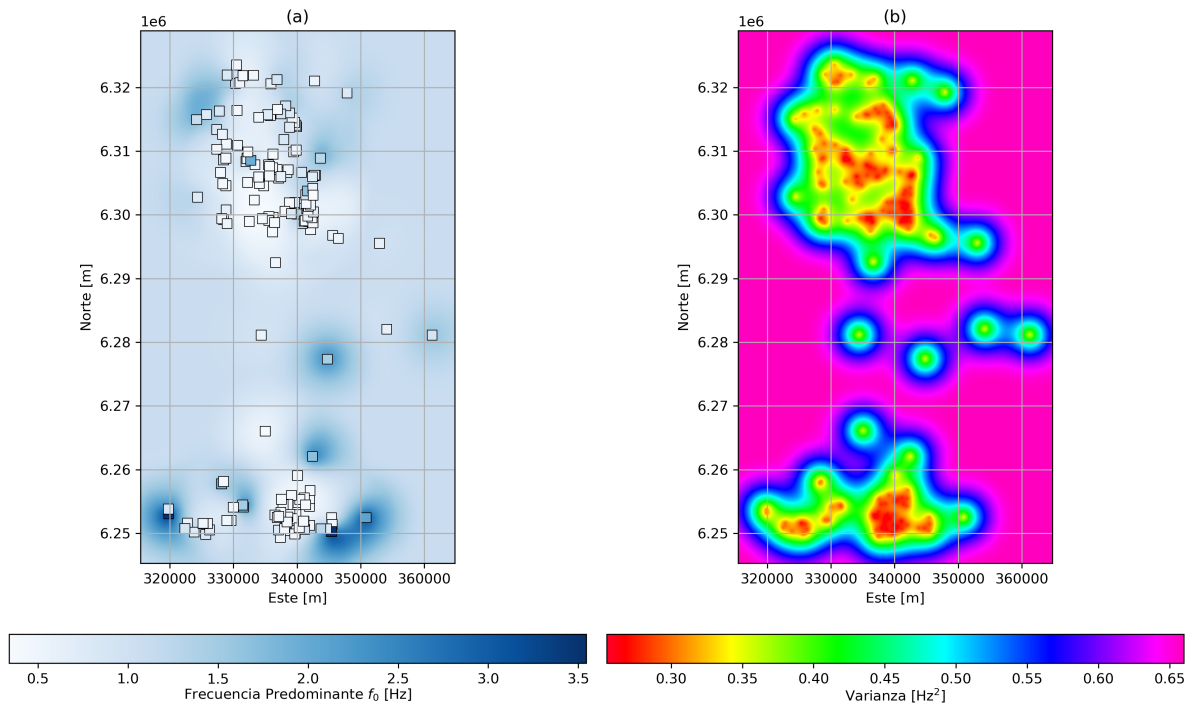 (a)
1e6
6.32
6.31
6.30
6.29
6.28
6.27
6.26
6.25
Norte [m]
320000 330000 340000 350000 360000
Este [m]
0.5 1.0 1.5 2.0 2.5 3.0 3.5
Frecuencia Predominante f₀ [Hz]
(b)
1e6
6.32
6.31
6.30
6.29
6.28
6.27
6.26
6.25
Norte [m]
320000 330000 340000 350000 360000
Este [m]
0.30 0.35 0.40 0.45 0.50 0.55 0.60 0.65
Varianza [Hz²]